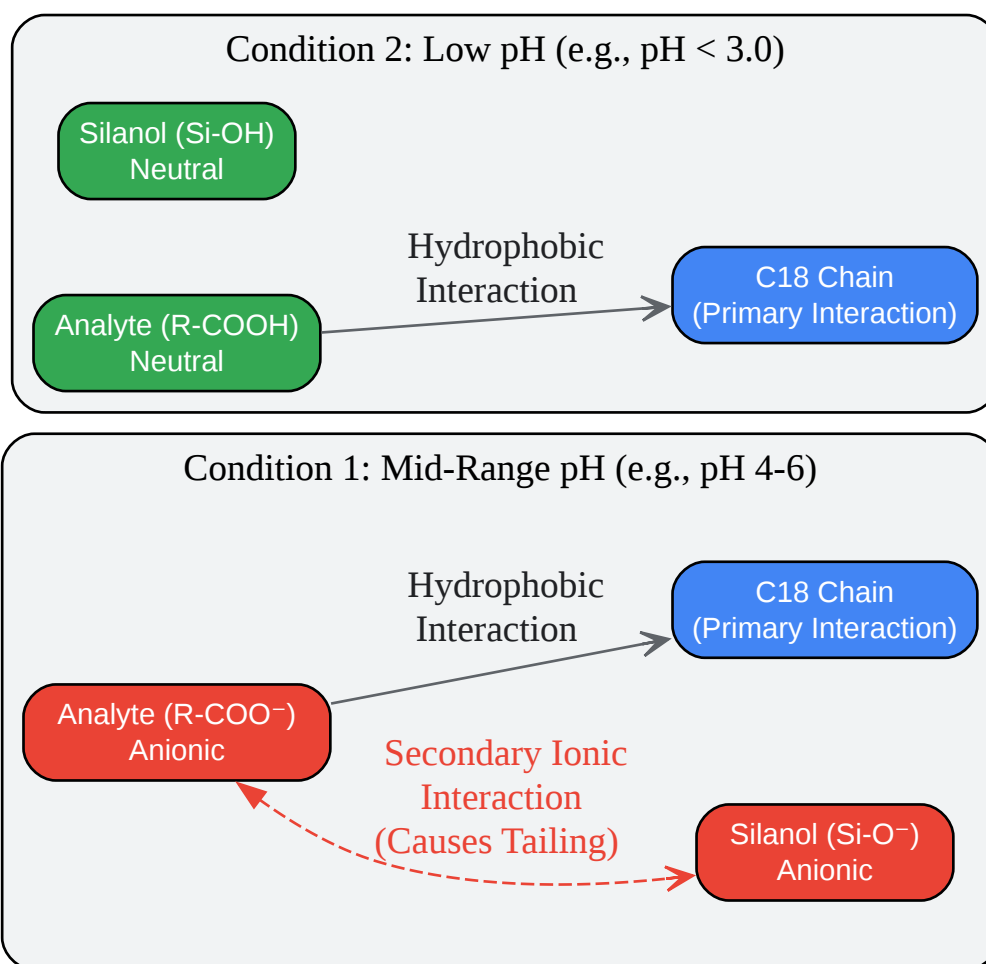 Condition 2: Low pH (e.g., pH < 3.0)
Silanol (Si-OH)
Neutral
Hydrophobic
Interaction
C18 Chain
(Primary Interaction)
Analyte (R-COOH)
Neutral
Condition 1: Mid-Range pH (e.g., pH 4-6)
Hydrophobic
Interaction
C18 Chain
(Primary Interaction)
Analyte (R-COO⁻)
Anionic
Secondary Ionic
Interaction
(Causes Tailing)
Silanol (Si-O⁻)
Anionic